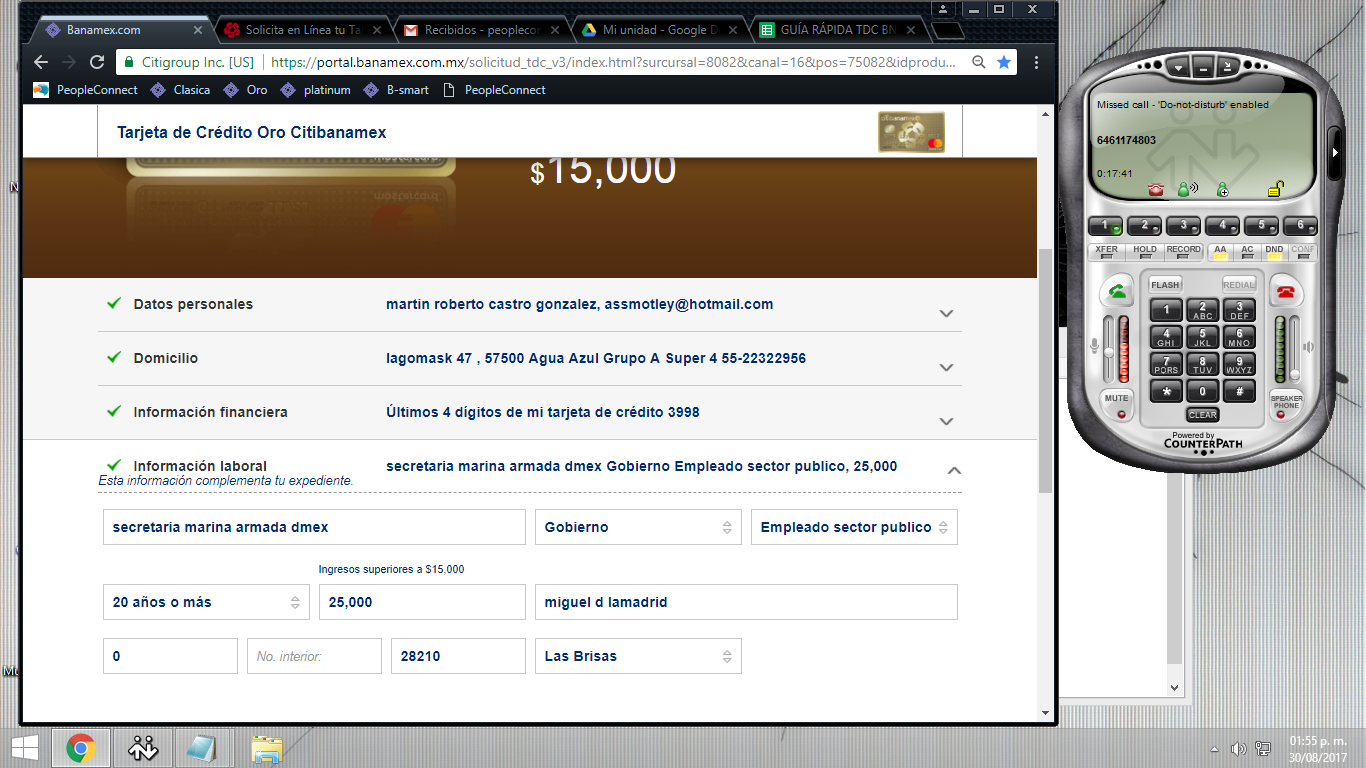 Banamex.com
Solicita en Línea tu Ta
Recibidos - peoplecor
Mi unidad - Google D
GUÍA RÁPIDA TDC BN
Citigroup Inc. [US]
https://portal.banamex.com.mx/solicitud_tdc_v3/index.html?surcursal=8082&canal=16&pos=75082&idprodu...
PeopleConnect
Clasica
Oro
platinum
B-smart
PeopleConnect
Tarjeta de Crédito Oro Citibanamex
$15,000
Datos personales
martin roberto castro gonzalez, assmotley@hotmail.com
Domicilio
lagomask 47 , 57500 Agua Azul Grupo A Super 4 55-22322956
Información financiera
Últimos 4 dígitos de mi tarjeta de crédito 3998
Información laboral
secretaria marina armada dmex Gobierno Empleado sector publico, 25,000
Esta información complementa tu expediente.
secretaria marina armada dmex
Gobierno
Empleado sector publico
Ingresos superiores a $15,000
20 años o más
25,000
miguel d lamadrid
0
No. interior:
28210
Las Brisas
Missed call - 'Do-not-disturb' enabled
6461174803
0:17:41
1 2 3 4 5 6
XFER HOLD RECORD AA AC DND CONF
FLASH
REDIAL
1
2 ABC
3 DEF
4 GHI
5 JKL
6 MNO
7 PQRS
8 TUV
9 WXYZ
* 0 #
MUTE
CLEAR
SPEAKER PHONE
Powered by
COUNTERPATH
01:55 p. m.
30/08/2017